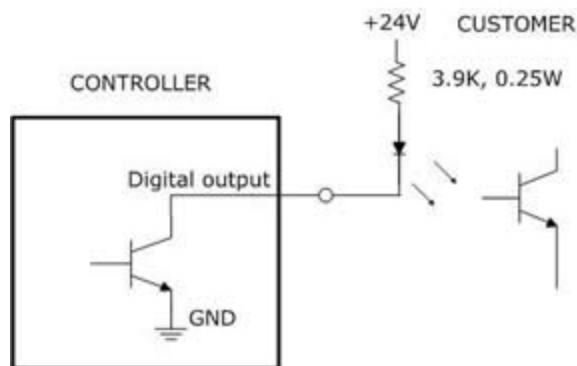 +24V
CUSTOMER
3.9K, 0.25W
CONTROLLER
Digital output
GND